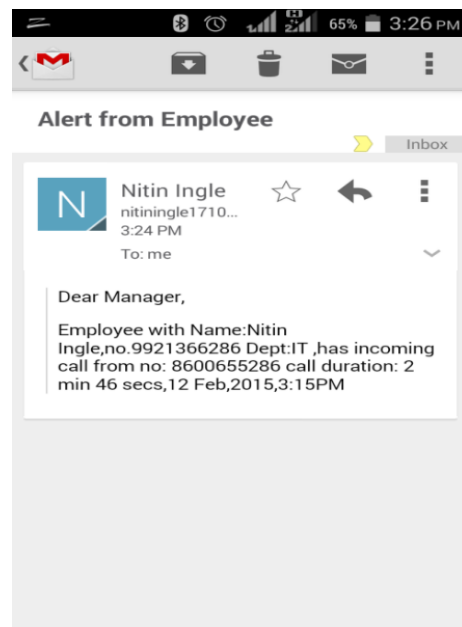 65% 3:26 PM
Alert from Employee
Inbox
N
Nitin Ingle
nitiningle1710...
3:24 PM
To: me
Dear Manager,
Employee with Name:Nitin
Ingle,no.9921366286 Dept:IT ,has incoming
call from no: 8600655286 call duration: 2
min 46 secs,12 Feb,2015,3:15PM